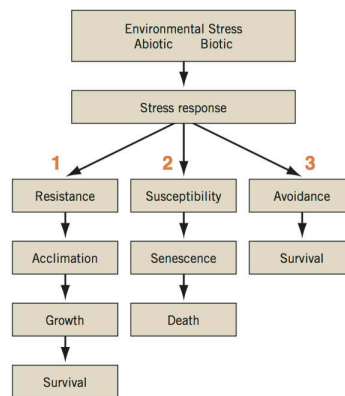 Environmental Stress
Abiotic Biotic
Stress response
1 2 3
Resistance Susceptibility Avoidance
Acclimation Senescence Survival
Growth Death
Survival